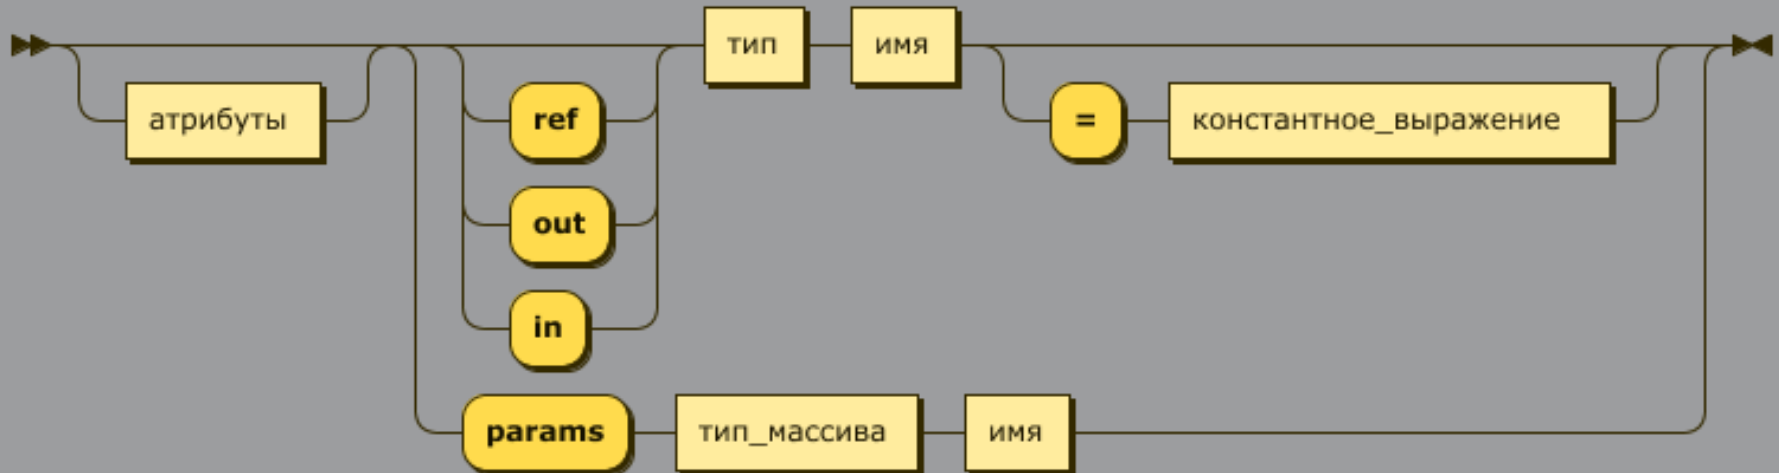 тип имя
атрибуты ref = константное_выражение
out
in
params тип_массива имя